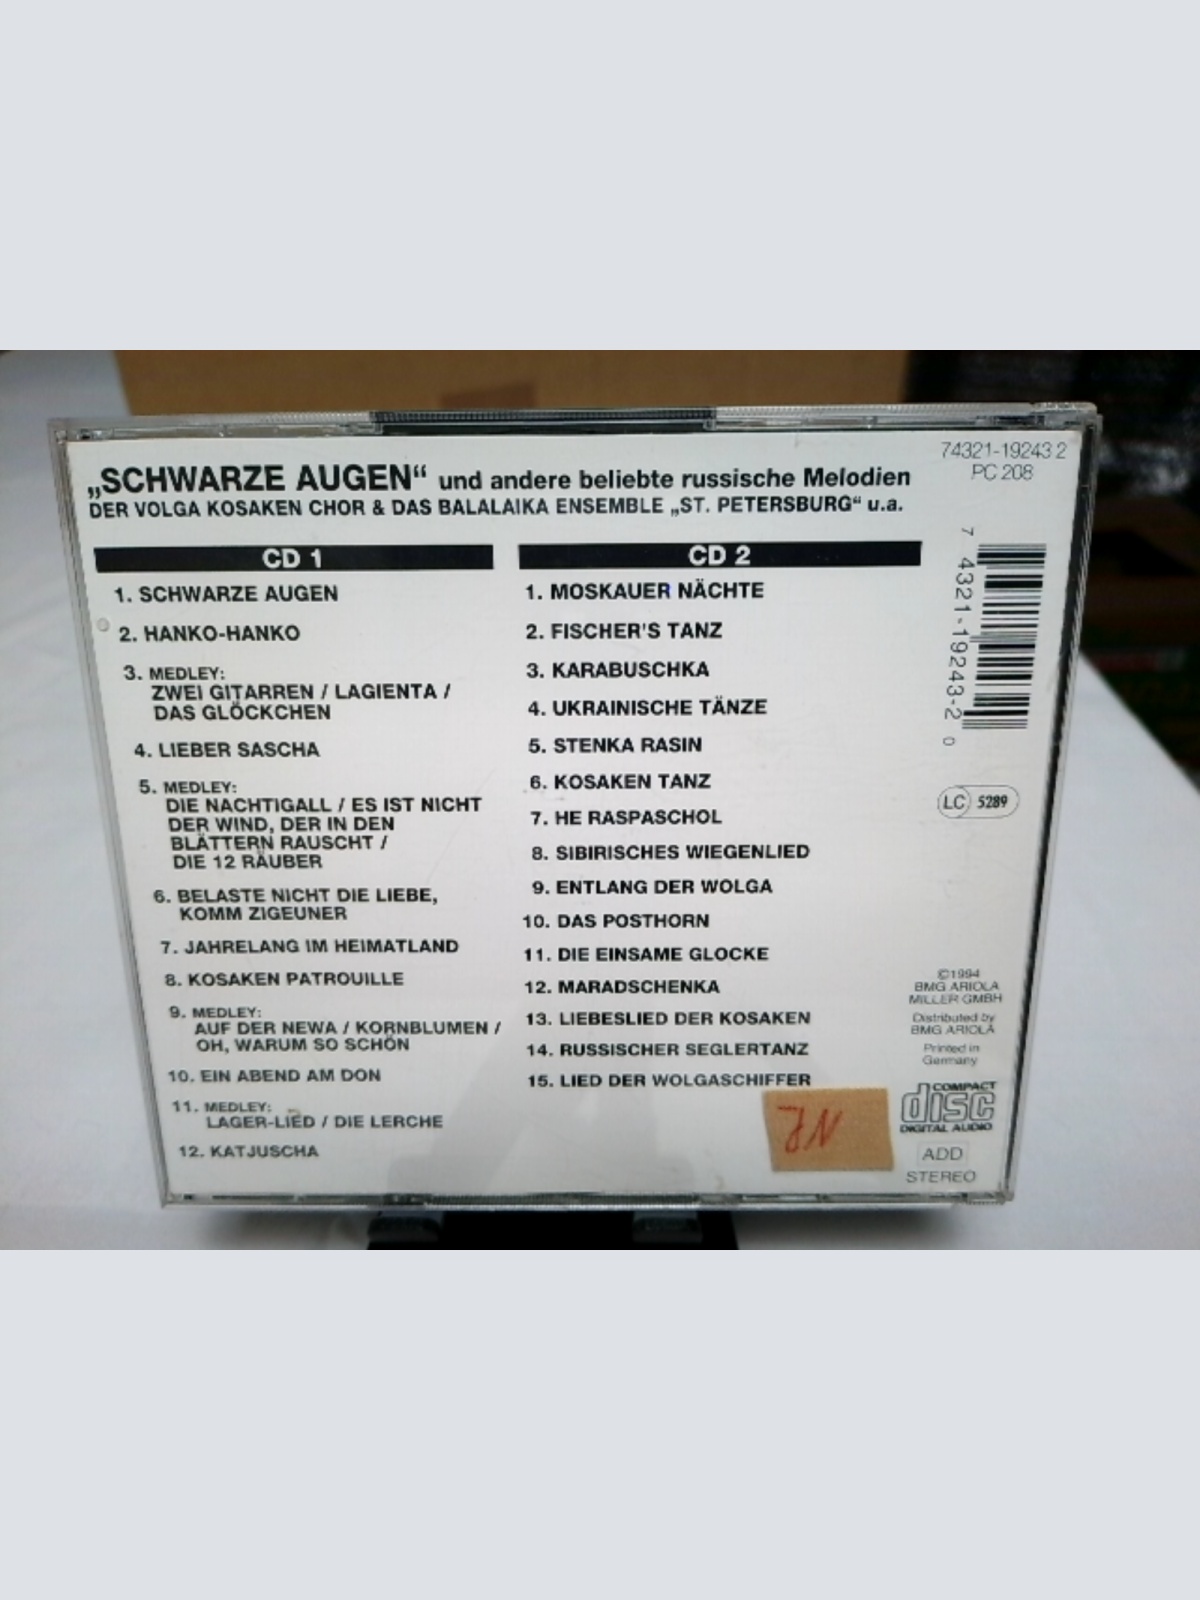 „SCHWARZE AUGEN“ und andere beliebte russische Melodien
DER VOLGA KOSAKEN CHOR & DAS BALALAIKA ENSEMBLE „ST. PETERSBURG“ u.a.
74321-19243 2
PC 208
CD 1
1. SCHWARZE AUGEN
2. HANKO-HANKO
3. MEDLEY:
ZWEI GITARREN / LAGIENTA /
DAS GLÖCKCHEN
4. LIEBER SASCHA
5. MEDLEY:
DIE NACHTIGALL / ES IST NICHT
DER WIND, DER IN DEN
BLÄTTERN RAUSCHT /
DIE 12 RÄUBER
6. BELASTE NICHT DIE LIEBE,
KOMM ZIGEUNER
7. JAHRELANG IM HEIMATLAND
8. KOSAKEN PATROUILLE
9. MEDLEY:
AUF DER NEWA / KORNBLUMEN /
OH, WARUM SO SCHÖN
10. EIN ABEND AM DON
11. MEDLEY:
LAGER-LIED / DIE LERCHE
12. KATJUSCHA
CD 2
1. MOSKAUER NÄCHTE
2. FISCHER'S TANZ
3. KARABUSCHKA
4. UKRAINISCHE TÄNZE
5. STENKA RASIN
6. KOSAKEN TANZ
7. HE RASPASCHOL
8. SIBIRISCHES WIEGENLIED
9. ENTLANG DER WOLGA
10. DAS POSTHORN
11. DIE EINSAME GLOCKE
12. MARADSCHENKA
13. LIEBESLIED DER KOSAKEN
14. RUSSISCHER SEGLERTANZ
15. LIED DER WOLGASCHIFFER
7 4321-19243-2 0
LC 5289
©1994
BMG ARIOLA
MILLER GMBH
Distributed by
BMG ARIOLA
Printed in
Germany
COMPACT
disc
DIGITAL AUDIO
ADD
STEREO